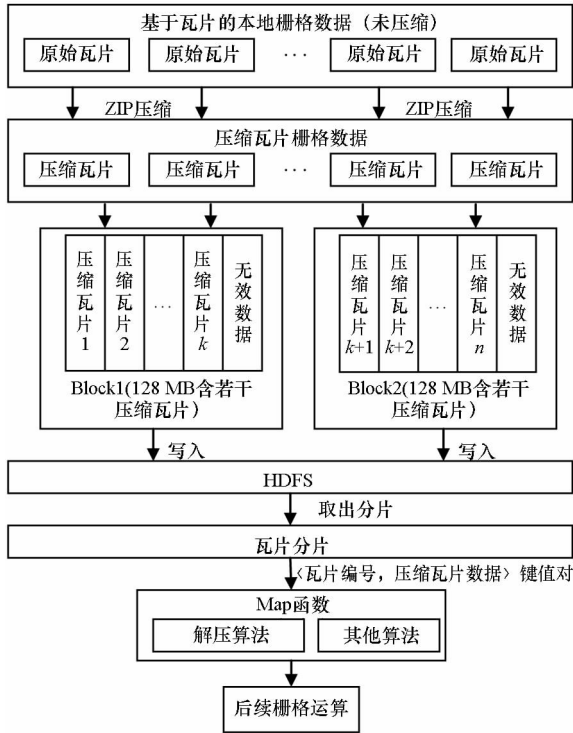 基于瓦片的本地栅格数据（未压缩）
原始瓦片 原始瓦片 ··· 原始瓦片 原始瓦片
ZIP压缩 ZIP压缩
压缩瓦片栅格数据
压缩瓦片 压缩瓦片 ··· 压缩瓦片 压缩瓦片
压缩瓦片1
压缩瓦片2
···
压缩瓦片k
无效数据
Block1(128 MB含若干
压缩瓦片）
压缩瓦片k+1
压缩瓦片k+2
···
压缩瓦片n
无效数据
Block2(128 MB含若干
压缩瓦片）
写入 写入
HDFS
取出分片
瓦片分片
〈瓦片编号，压缩瓦片数据〉键值对
Map函数
解压算法 其他算法
后续栅格运算